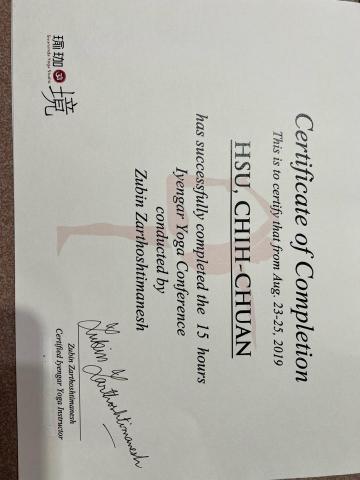 Certificate of Completion
This is to certify that from Aug. 23-25, 2019
HSU CHIH-CHUAN
has successfully completed the 15 hours
Iyengar Yoga Conference
conducted by
Zubin Zarthoshtimanesh
Zubin Zarthoshtimanesh
Zubin Zarthoshtimanesh
Certified Iyengar Yoga Instructor
瑜珈境